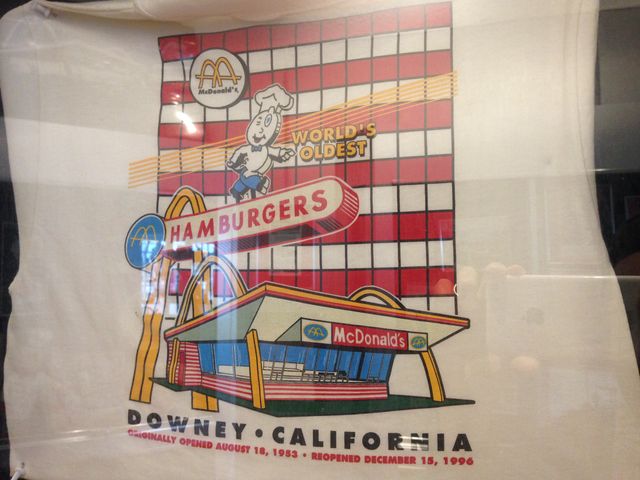 McDonald's
WORLD'S
OLDEST
HAMBURGERS
McDonald's
DOWNEY • CALIFORNIA
ORIGINALLY OPENED AUGUST 18, 1953 • REOPENED DECEMBER 15, 1996